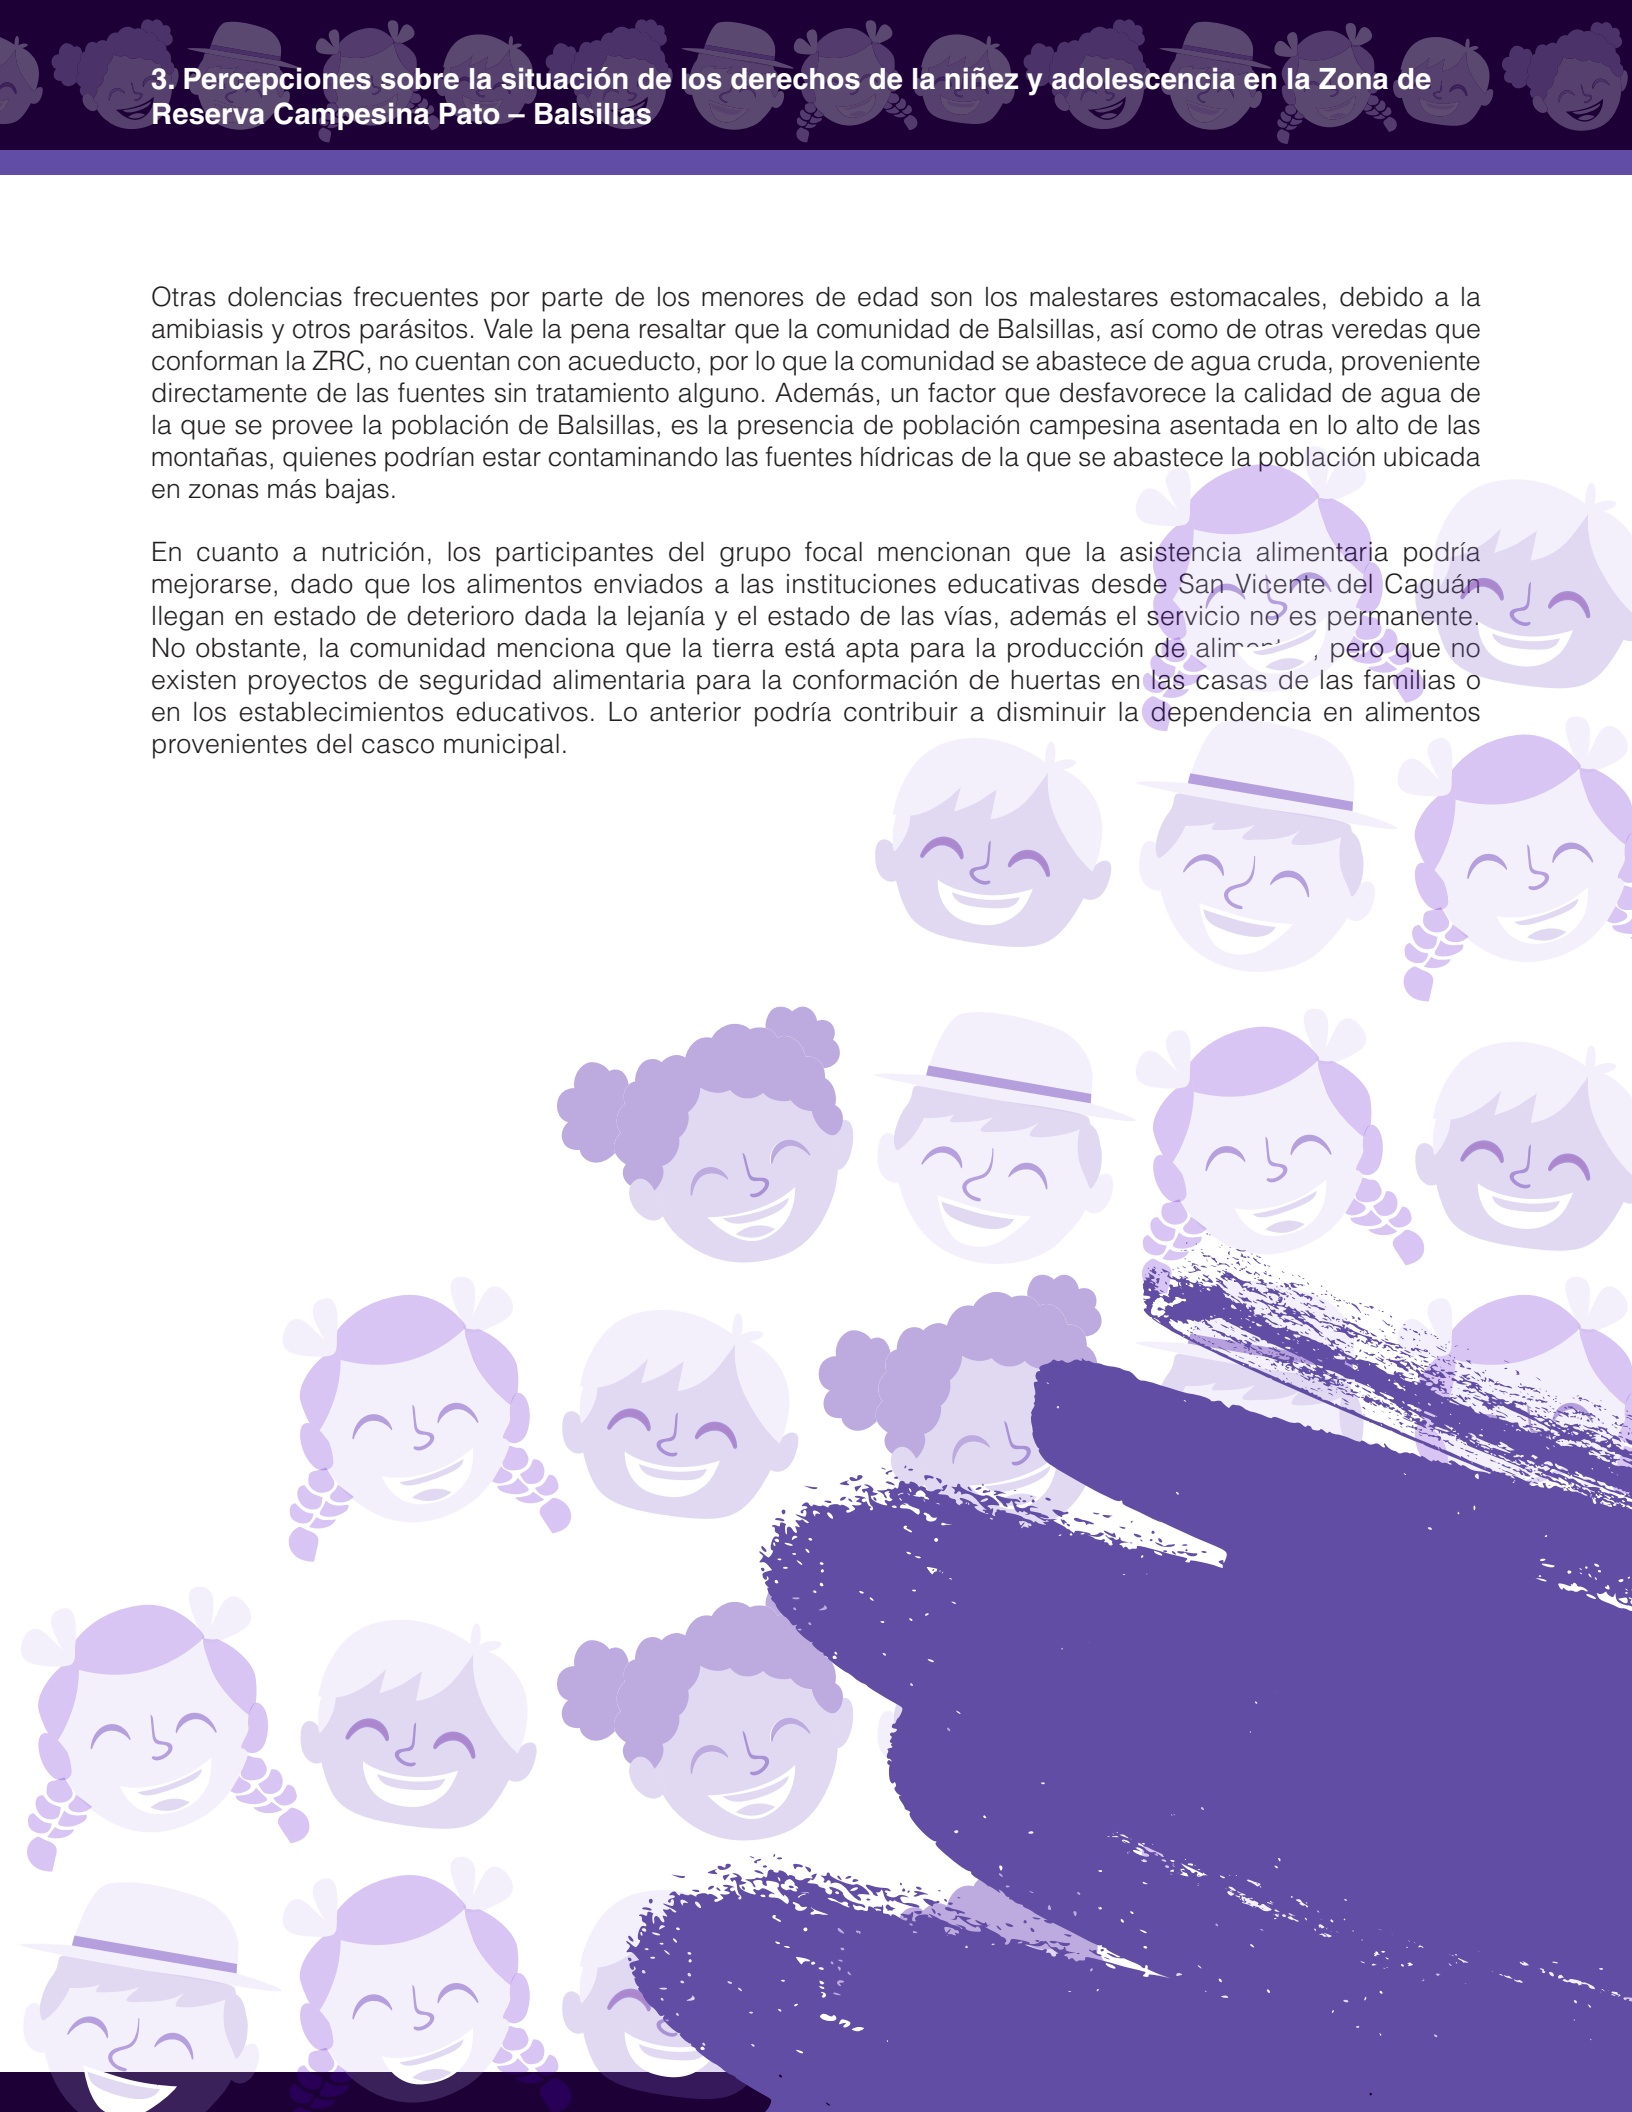 3. Percepciones sobre la situación de los derechos de la niñez y adolescencia en la Zona de
Reserva Campesina Pato – Balsillas
Otras dolencias frecuentes por parte de los menores de edad son los malestares estomacales, debido a la
amibiasis y otros parásitos. Vale la pena resaltar que la comunidad de Balsillas, así como de otras veredas que
conforman la ZRC, no cuentan con acueducto, por lo que la comunidad se abastece de agua cruda, proveniente
directamente de las fuentes sin tratamiento alguno. Además, un factor que desfavorece la calidad de agua de
la que se provee la población de Balsillas, es la presencia de población campesina asentada en lo alto de las
montañas, quienes podrían estar contaminando las fuentes hídricas de la que se abastece la población ubicada
en zonas más bajas.
En cuanto a nutrición, los participantes del grupo focal mencionan que la asistencia alimentaria podría
mejorarse, dado que los alimentos enviados a las instituciones educativas desde San Vicente del Caguán
llegan en estado de deterioro dada la lejanía y el estado de las vías, además el servicio no es permanente.
No obstante, la comunidad menciona que la tierra está apta para la producción de pero que no
existen proyectos de seguridad alimentaria para la conformación de huertas en las casas de las familias o
en los establecimientos educativos. Lo anterior podría contribuir a disminuir la dependencia en alimentos
provenientes del casco municipal.